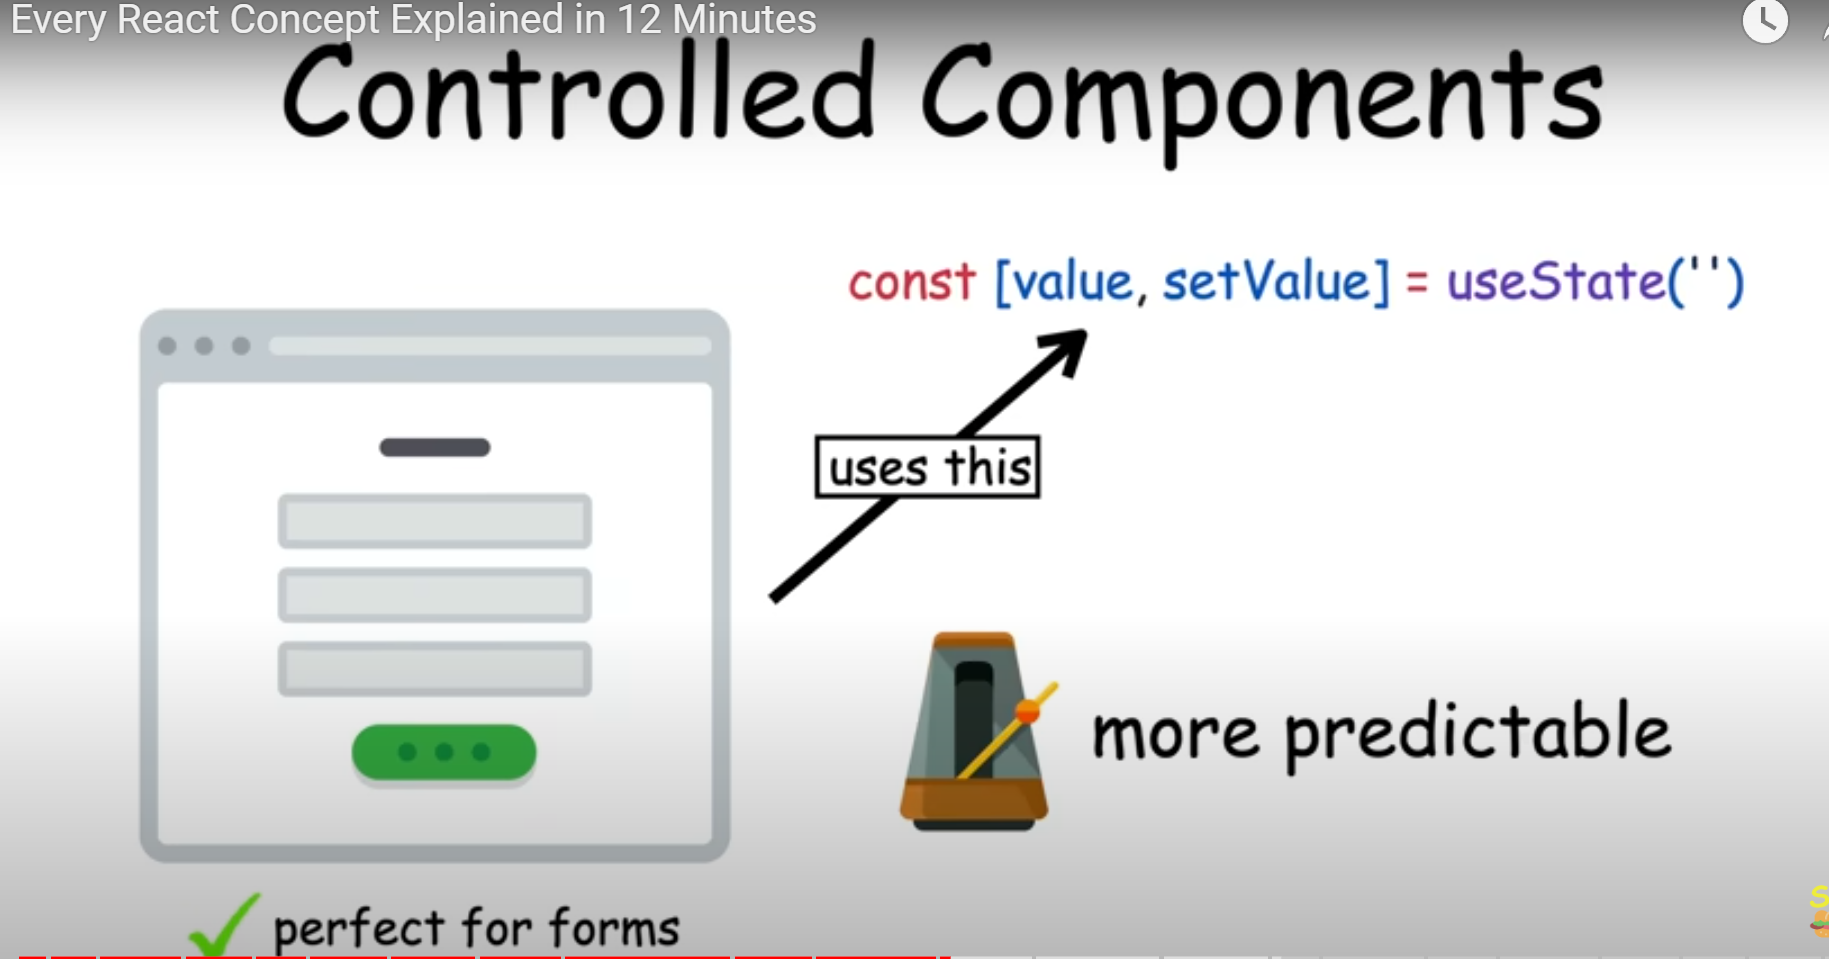 Every React Concept Explained in 12 Minutes
Controlled Components
const [value, setValue] = useState('')
uses this
more predictable
perfect for forms
S